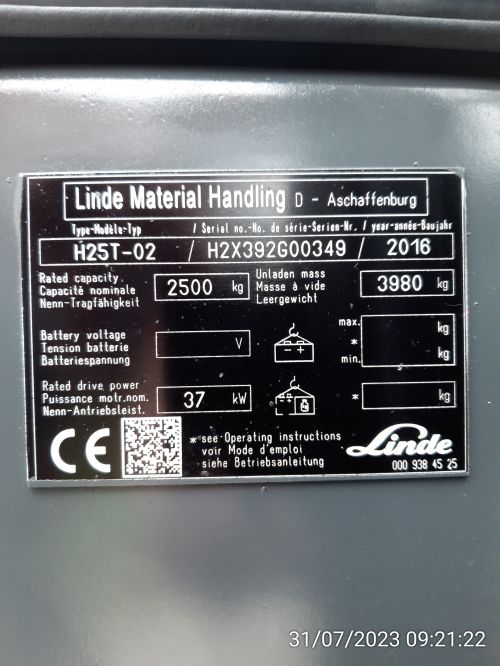 Linde Material Handling D - Aschaffenburg
Type-Modèle-Typ / Serial no.-No. de série-Serien-Nr. / year-année-Baujahr
H25T-02 / H2X392G00349 / 2016
Rated capacity
Capacité nominale
Nenn-Tragfähigkeit
2500 kg
Unladen mass
Masse à vide
Leergewicht
3980 kg
Battery voltage
Tension batterie
Batteriespannung
V
- +
max. kg
*
min. kg
Rated drive power
Puissance motr.nom.
Nenn-Antriebsleist.
37 kW
* kg
CE
* see Operating instructions
voir Mode d'emploi
siehe Betriebsanleitung
Linde
000 938 45 25
31/07/2023 09:21:22